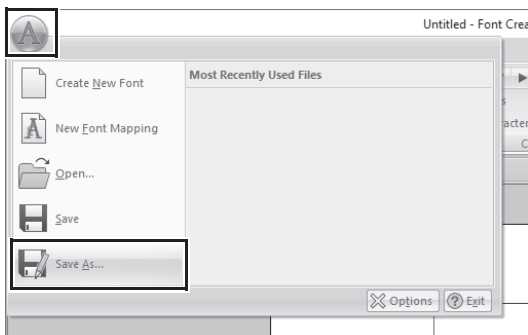 Untitled - Font Crea
Create New Font
New Font Mapping
Open...
Save
Save As...
Most Recently Used Files
s
acter
C
Options
Exit